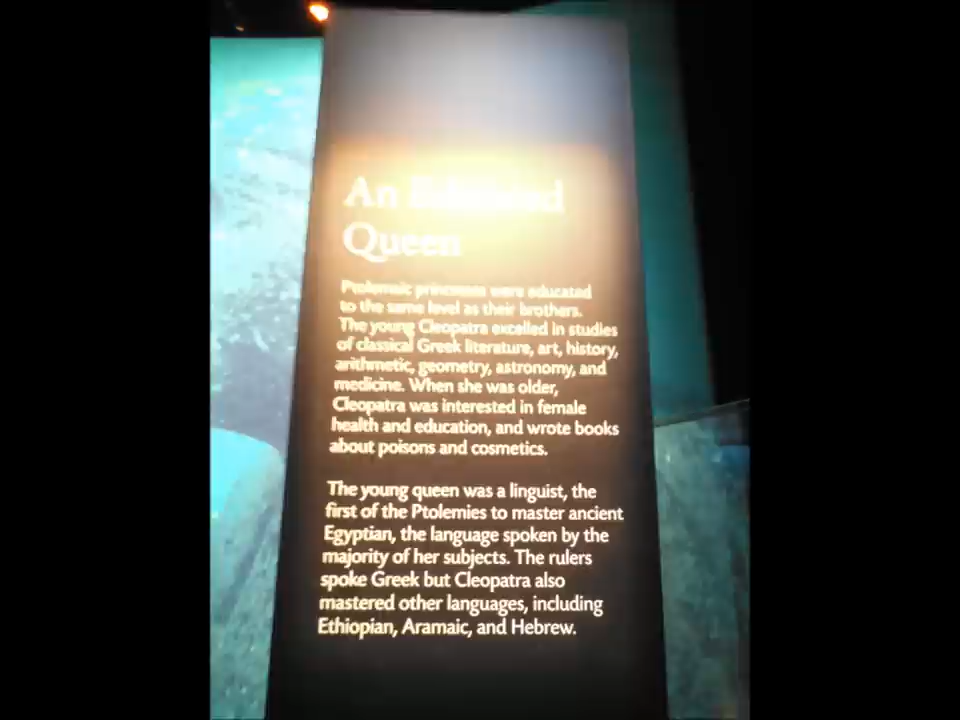 An Educated
Queen
Ptolemaic princesses were educated
to the same level as their brothers.
The young Cleopatra excelled in studies
of classical Greek literature, art, history,
arithmetic, geometry, astronomy, and
medicine. When she was older,
Cleopatra was interested in female
health and education, and wrote books
about poisons and cosmetics.
The young queen was a linguist, the
first of the Ptolemies to master ancient
Egyptian, the language spoken by the
majority of her subjects. The rulers
spoke Greek but Cleopatra also
mastered other languages, including
Ethiopian, Aramaic, and Hebrew.